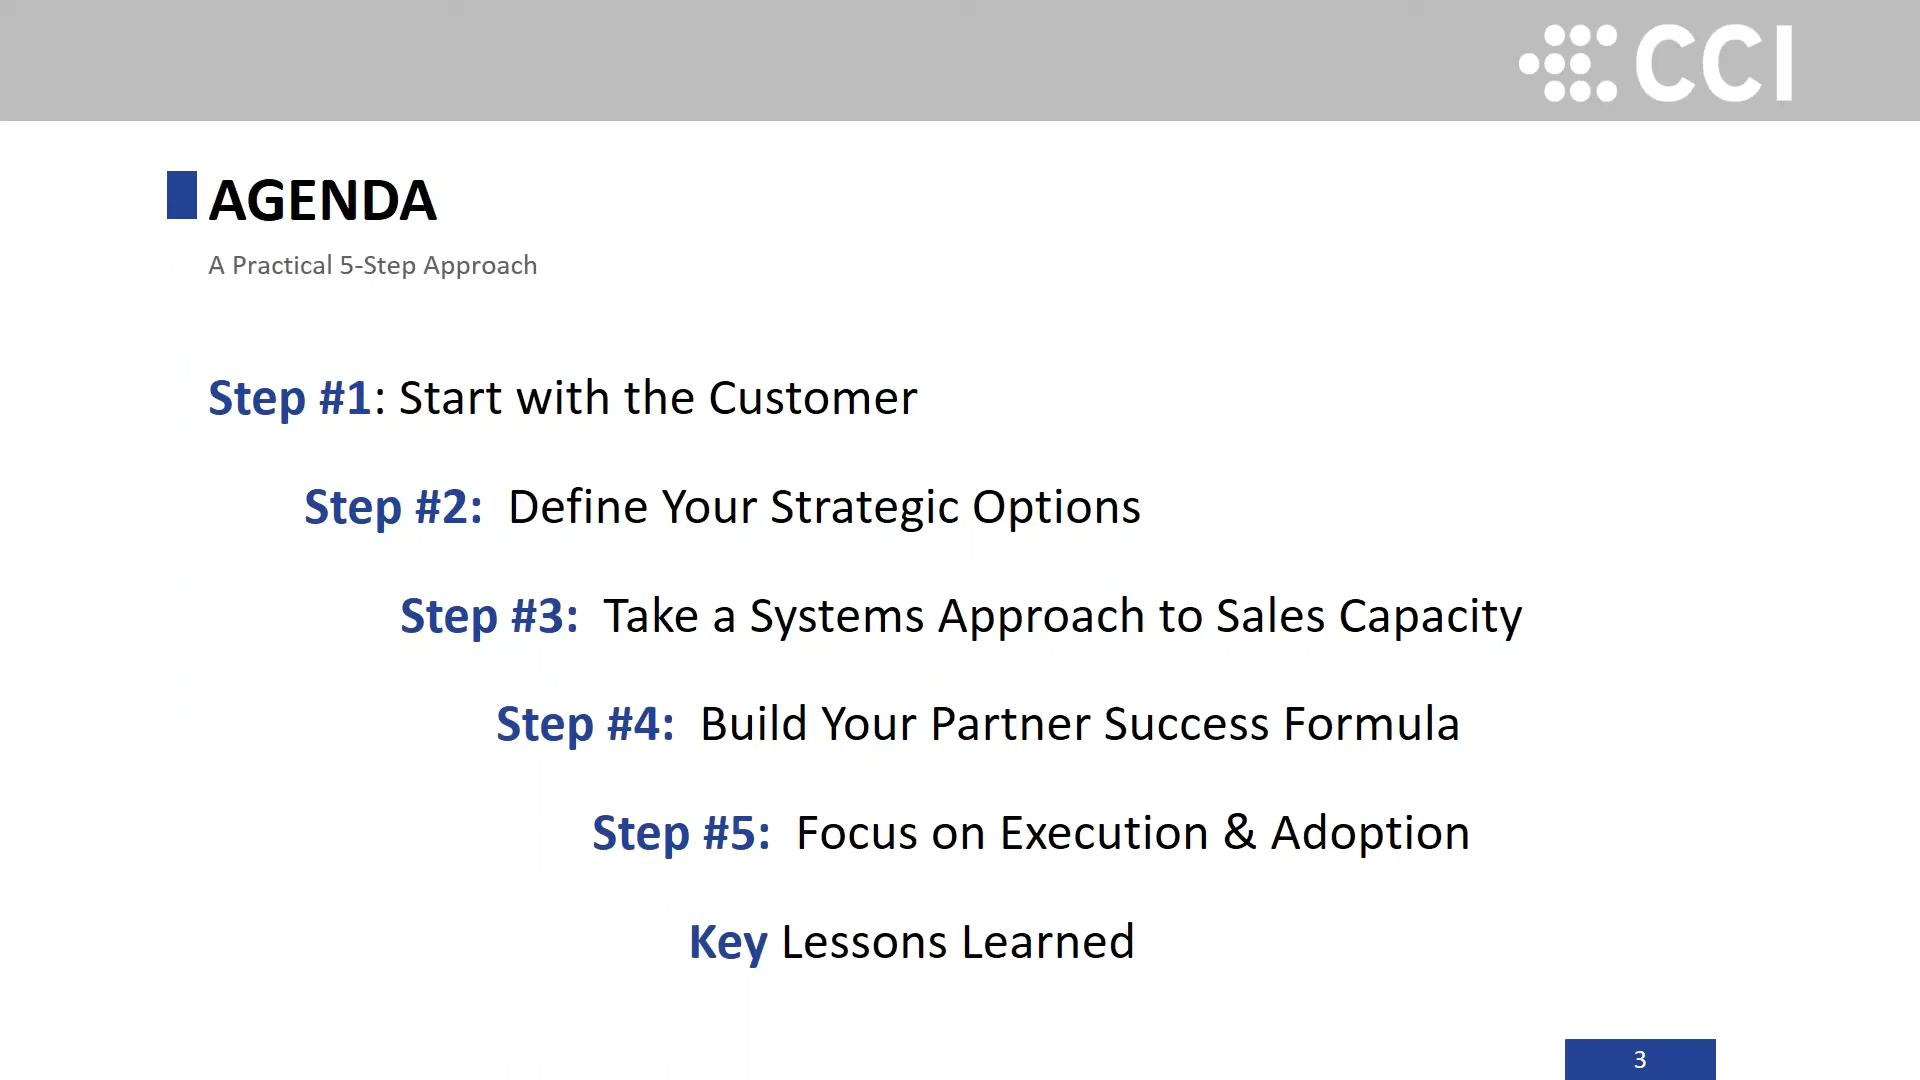 CCI
AGENDA
A Practical 5-Step Approach
Step #1: Start with the Customer
Step #2: Define Your Strategic Options
Step #3: Take a Systems Approach to Sales Capacity
Step #4: Build Your Partner Success Formula
Step #5: Focus on Execution & Adoption
Key Lessons Learned
3